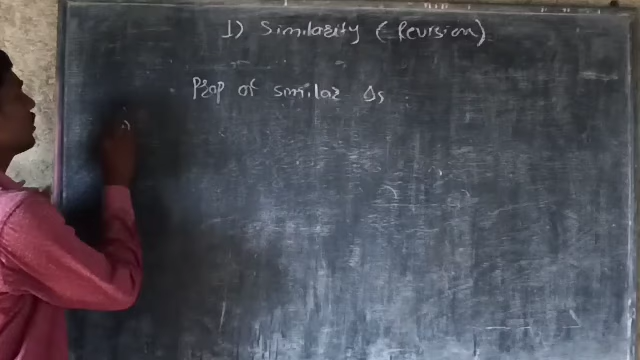 1) Similarity (-Revision)
Prop of similar Δs